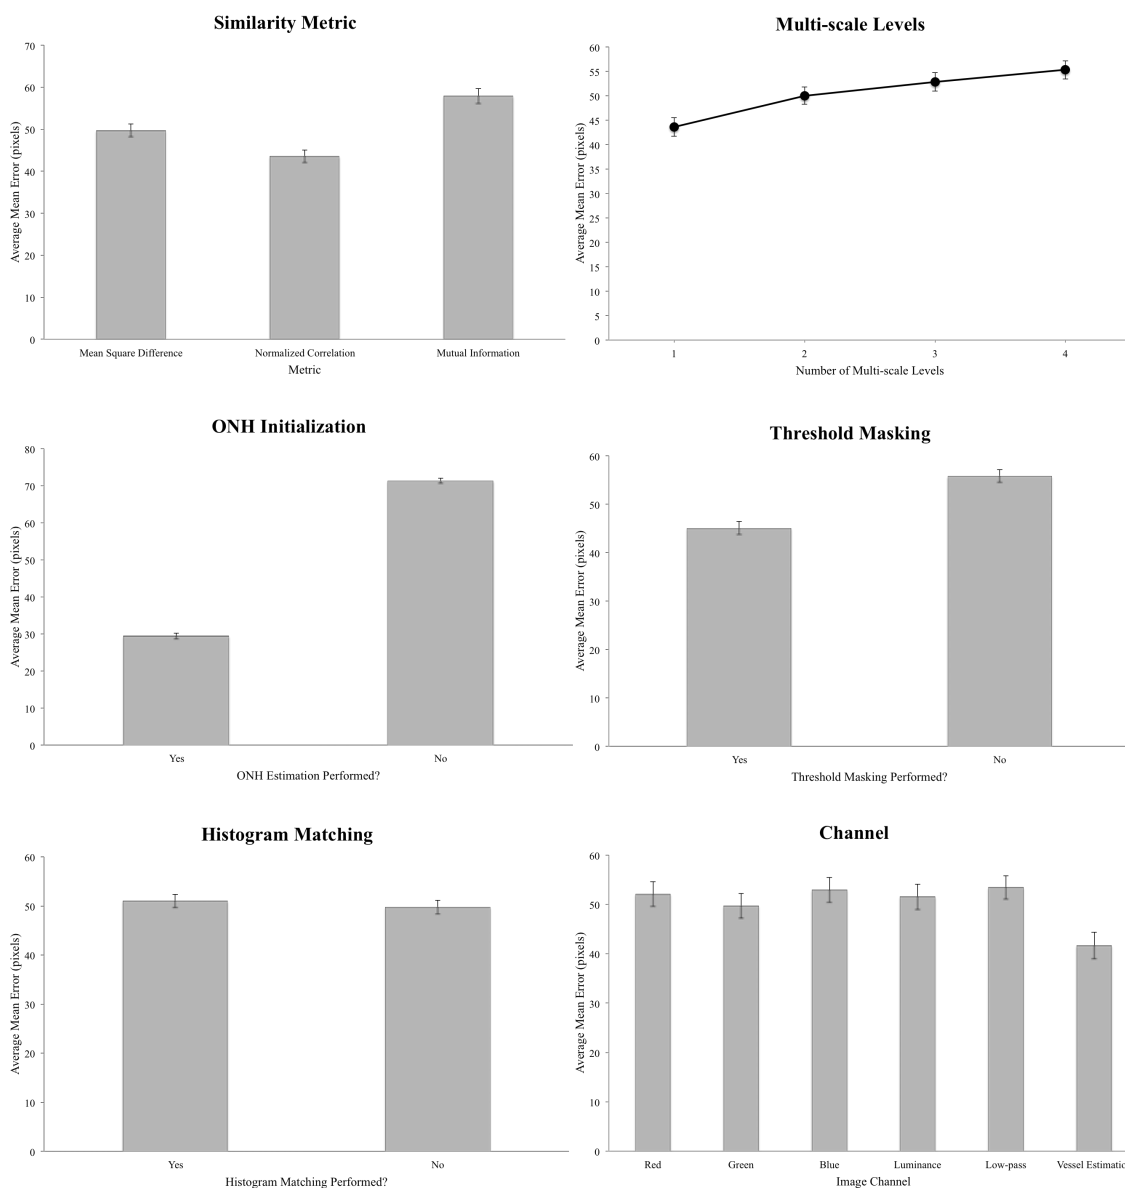 Similarity Metric
Average Mean Error (pixels)
70
60
50
40
30
20
10
0
Mean Square Difference Normalized Correlation Mutual Information
Metric
Multi-scale Levels
Average Mean Error (pixels)
60
55
50
45
40
35
30
25
20
15
10
5
0
1 2 3 4
Number of Multi-scale Levels
ONH Initialization
Average Mean Error (pixels)
80
70
60
50
40
30
20
10
0
Yes No
ONH Estimation Performed?
Threshold Masking
Average Mean Error (pixels)
60
50
40
30
20
10
0
Yes No
Threshold Masking Performed?
Histogram Matching
Average Mean Error (pixels)
60
50
40
30
20
10
0
Yes No
Histogram Matching Performed?
Channel
Average Mean Error (pixels)
60
50
40
30
20
10
0
Red Green Blue Luminance Low-pass Vessel Estimatio
Image Channel